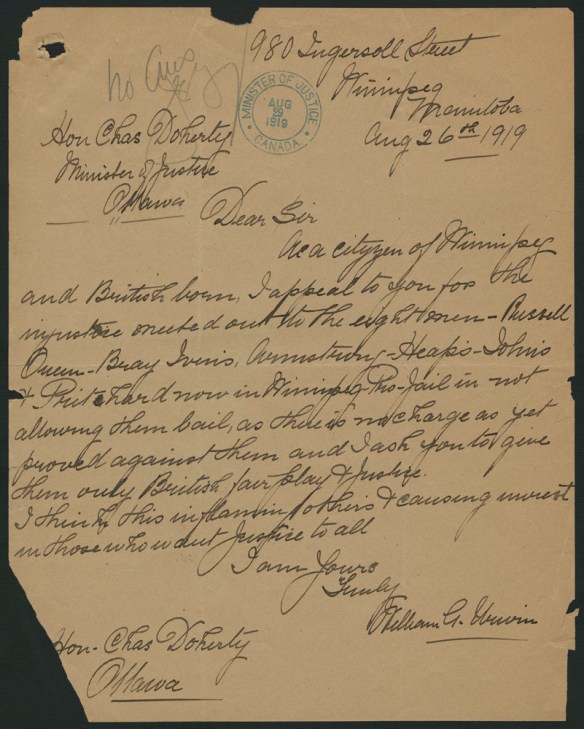 980 Ingersoll Street
Winnipeg
Manitoba
Aug 26th 1919
no Ans
MINISTER OF JUSTICE
AUG
29
1919
CANADA
Hon Chas Doherty
Minister of Justice
Ottawa
Dear Sir
As a cityzen of Winnipeg
and British born, I appeal to you for the
injustice meeted out to the eight men - Russell
Queen - Bray Ivens, Armstrong - Heaps - Johns
& Pritchard now in Winnipeg Pro-Jail in not
allowing them bail, as there is no charge as yet
proved against them and I ask you to give
them only British fair play & Justice.
I think this inflaming others & causing unrest
in those who want Justice to all
I am Yours
Truly
William G.
Hon - Chas Doherty
Ottawa